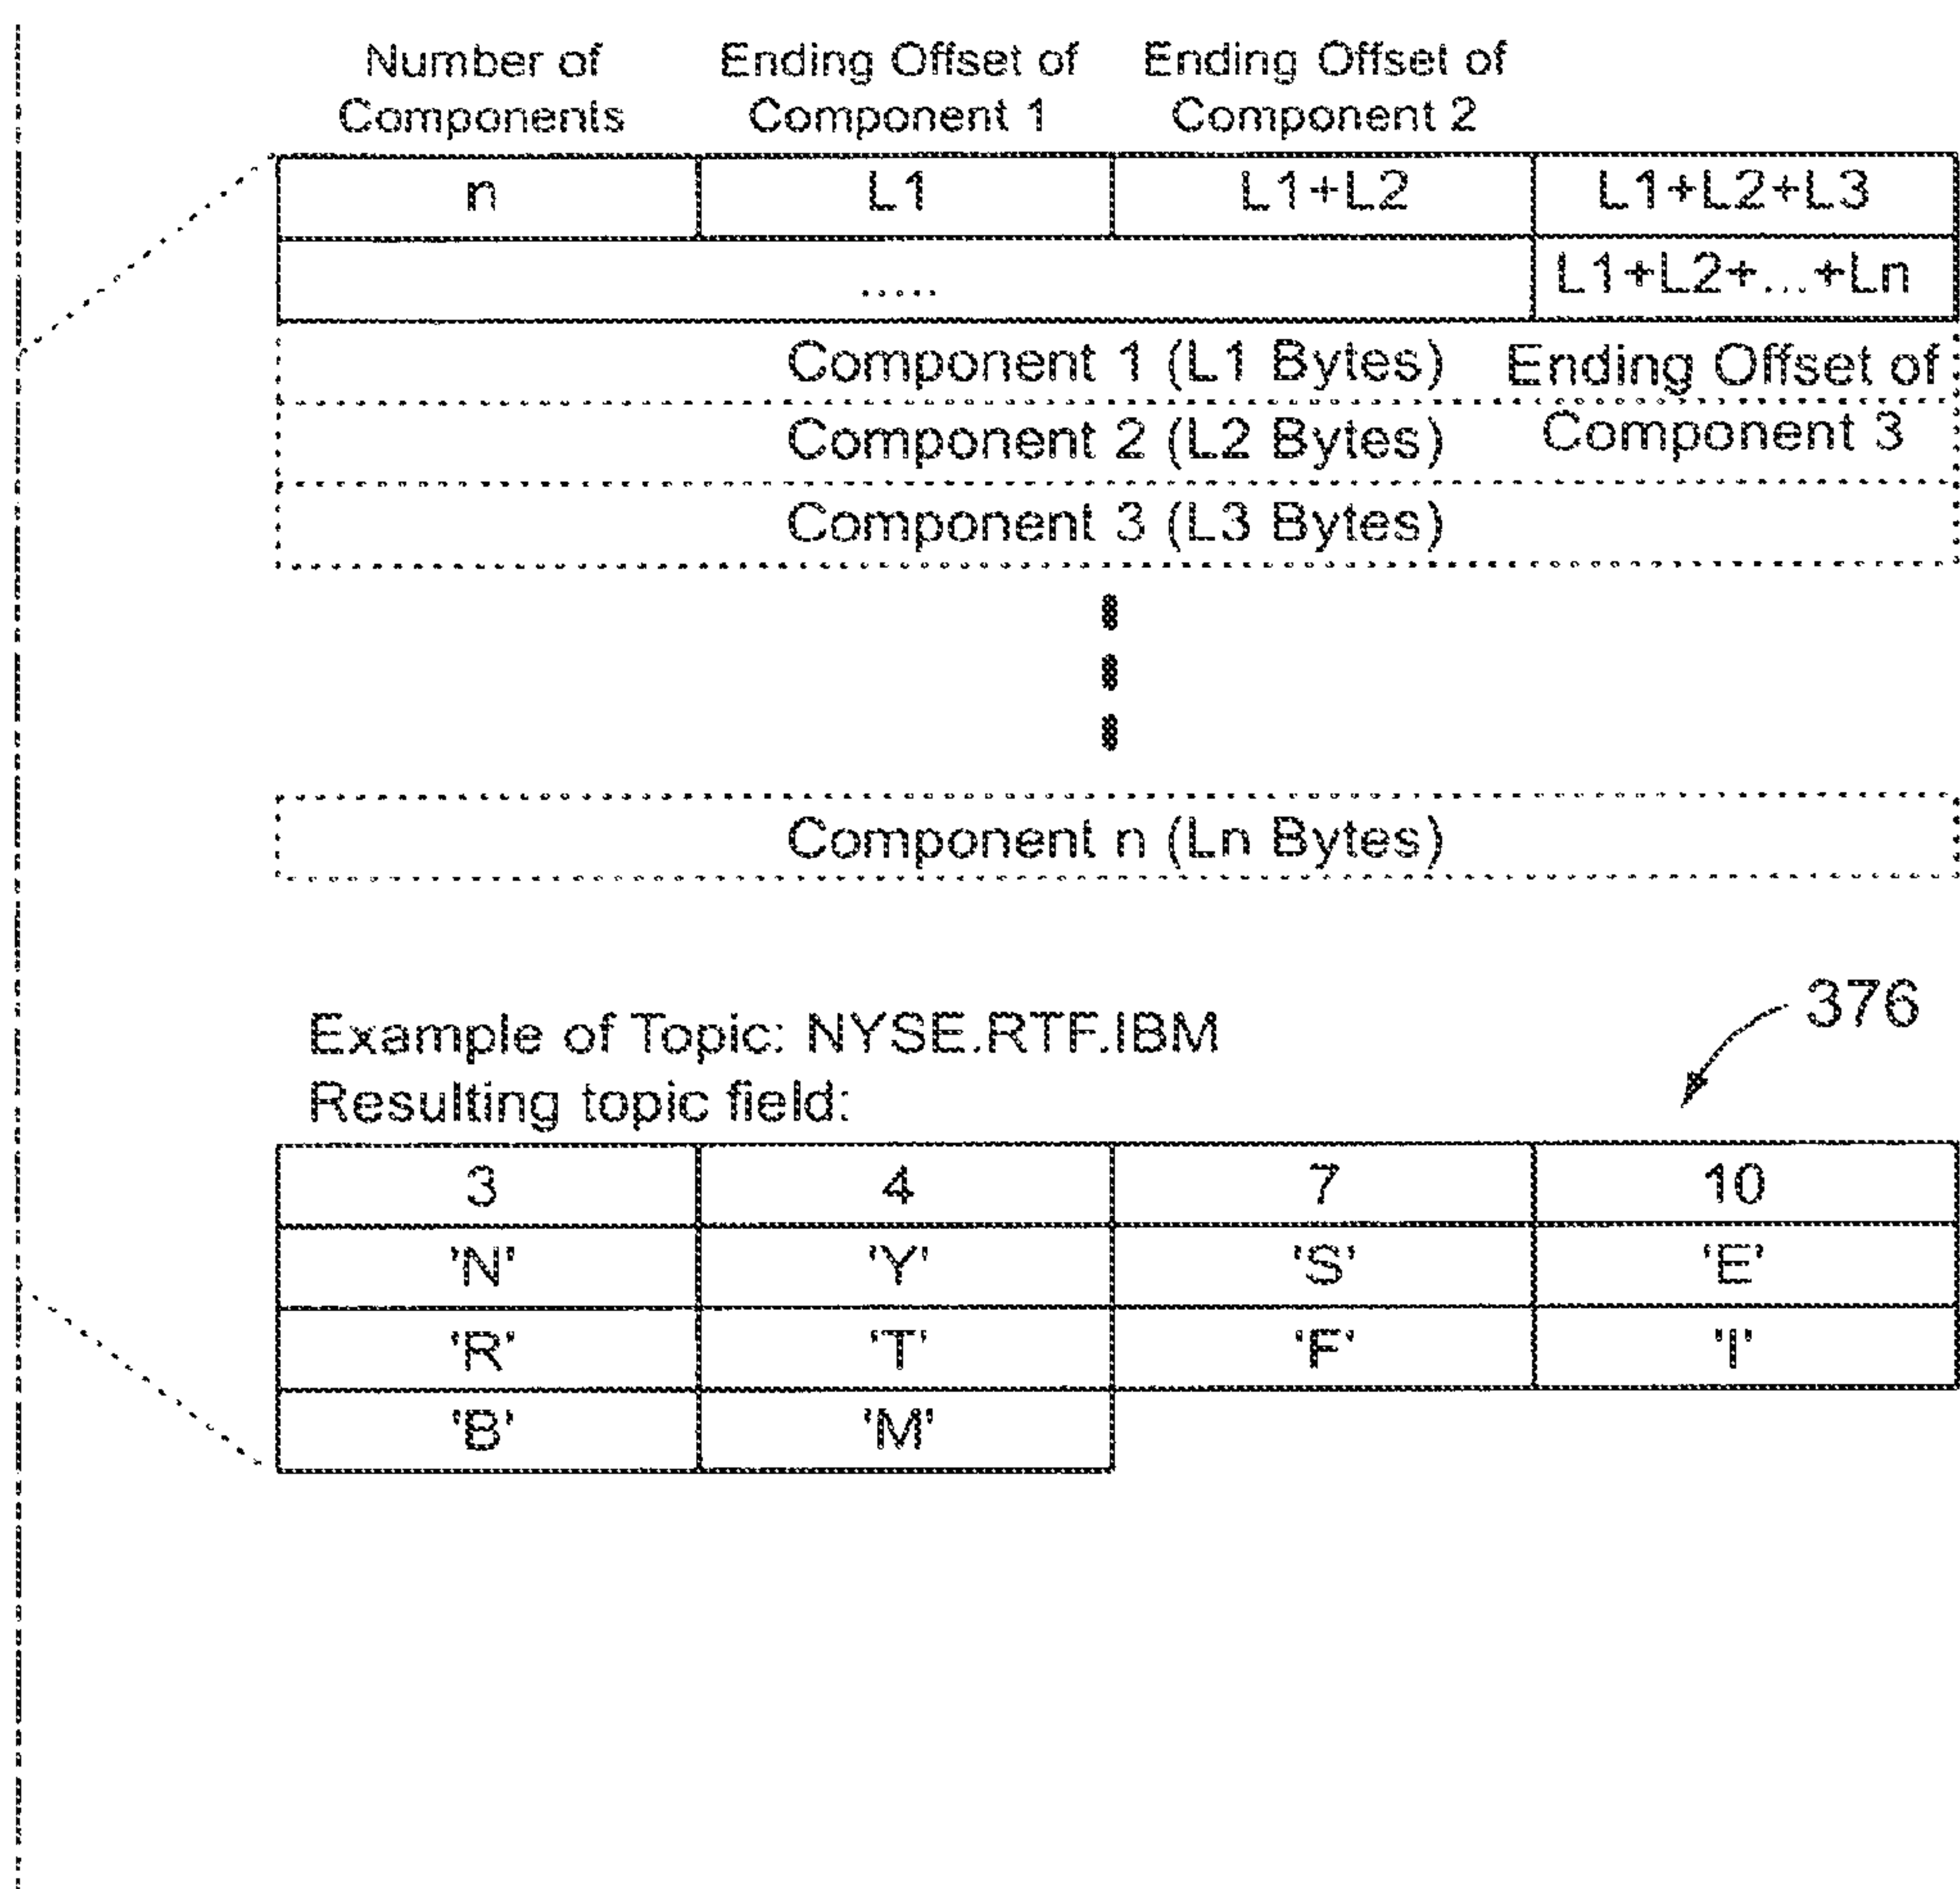 Number of Components
Ending Offset of Component 1
Ending Offset of Component 2
n L1 L1+L2 L1+L2+L3
..... L1+L2+...+Ln
Component 1 (L1 Bytes)
Ending Offset of Component 3
Component 2 (L2 Bytes)
Component 3 (L3 Bytes)
Component n (Ln Bytes)
376
Example of Topic: NYSE.RTF.IBM
Resulting topic field:
3 4 7 10
'N' 'Y' 'S' 'E'
'R' 'T' 'F' 'I'
'B' 'M'